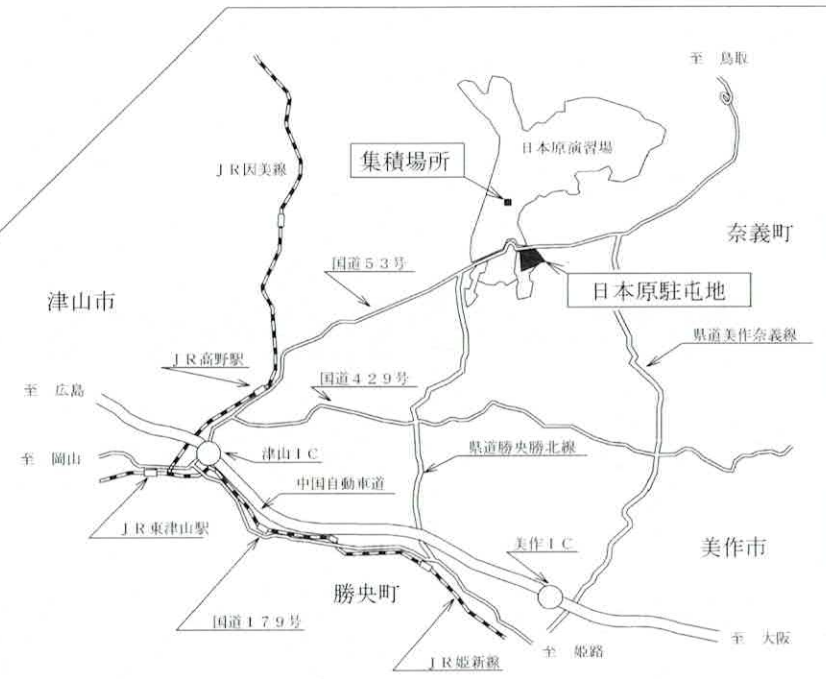 至　鳥取
日本原演習場
集積場所
ＪＲ因美線
奈義町
国道５３号
日本原駐屯地
津山市
県道美作奈義線
ＪＲ高野駅
国道４２９号
至　広島
至　岡山
津山ＩＣ
県道勝央勝北線
中国自動車道
ＪＲ東津山駅
美作ＩＣ
美作市
勝央町
国道１７９号
至　大阪
至　姫路
ＪＲ姫新線